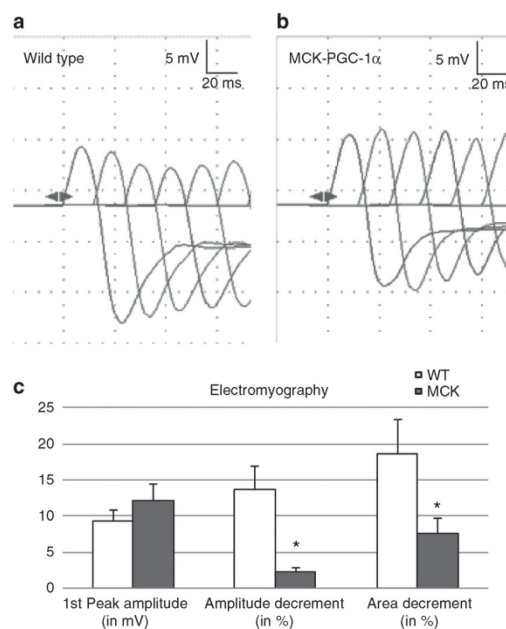 a
b
Wild type
5 mV
20 ms
MCK-PGC-1α
5 mV
20 ms
c
Electromyography
WT
MCK
25
20
15
10
5
0
*
*
1st Peak amplitude
(in mV)
Amplitude decrement
(in %)
Area decrement
(in %)